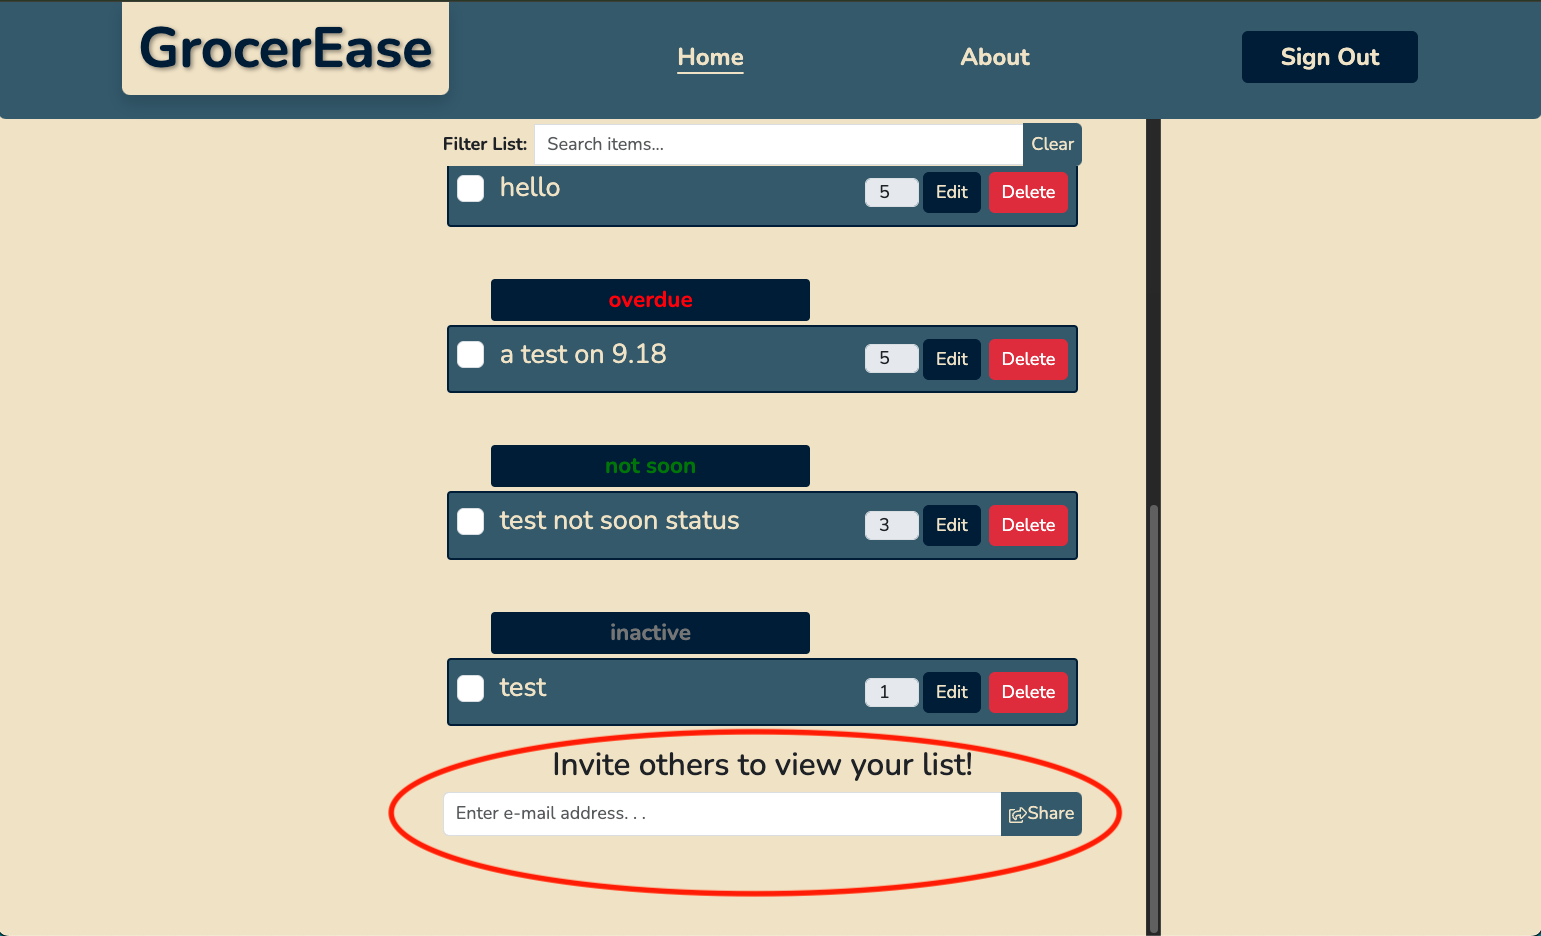 GrocerEase
Home
About
Sign Out
Filter List:
Search items...
Clear
hello
5
Edit
Delete
overdue
a test on 9.18
5
Edit
Delete
not soon
test not soon status
3
Edit
Delete
inactive
test
1
Edit
Delete
Invite others to view your list!
Enter e-mail address. . .
Share